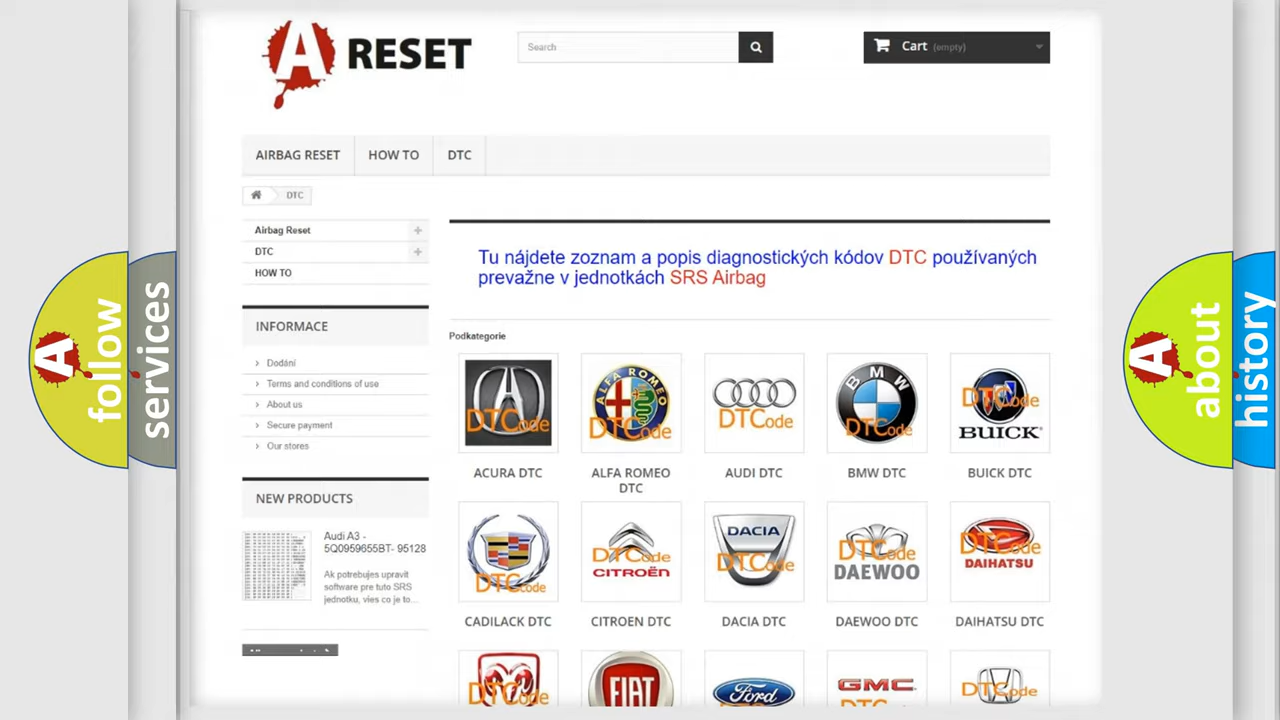 A RESET
Search
Cart (empty)
AIRBAG RESET
HOW TO
DTC
DTC
Airbag Reset
DTC
HOW TO
Tu nájdete zoznam a popis diagnostických kódov DTC používaných
prevažne v jednotkách SRS Airbag
INFORMACE
Dodání
Terms and conditions of use
About us
Secure payment
Our stores
NEW PRODUCTS
Audi A3 -
5Q0959655BT- 95128
Ak potrebujes upravit
software pre tuto SRS
jednotku, vies co je to...
Podkategorie
DTCode
ALFA ROMEO
DTCode
DTCode
BMW
DTCode
DTCode
BUICK
ACURA DTC
ALFA ROMEO
DTC
AUDI DTC
BMW DTC
BUICK DTC
DTCode
DTCode
CITROËN
DACIA
DTCode
DTCode
DAEWOO
DTCode
DAIHATSU
CADILACK DTC
CITROEN DTC
DACIA DTC
DAEWOO DTC
DAIHATSU DTC
DTCode
FIAT
Ford
GMC
DTCode
A follow
services
A about
history